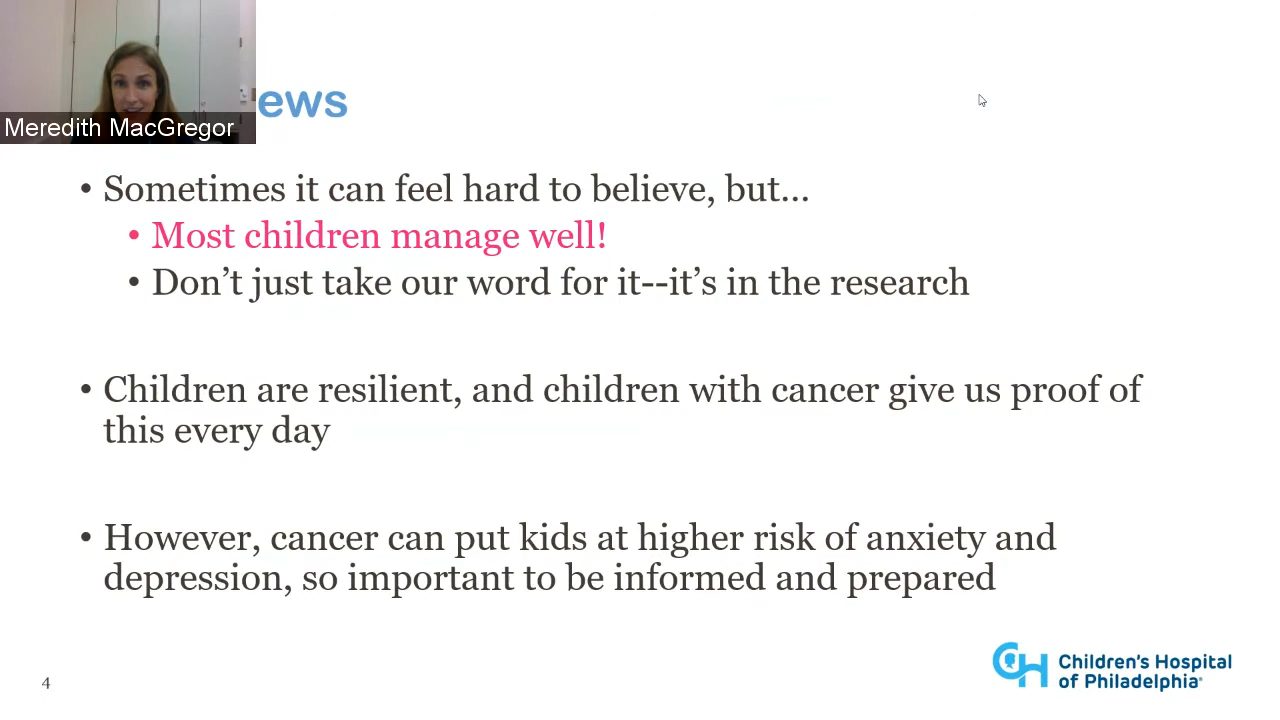 ews
Meredith MacGregor
• Sometimes it can feel hard to believe, but...
• Most children manage well!
• Don't just take our word for it--it's in the research
• Children are resilient, and children with cancer give us proof of
this every day
• However, cancer can put kids at higher risk of anxiety and
depression, so important to be informed and prepared
CH Children's Hospital
of Philadelphia
4